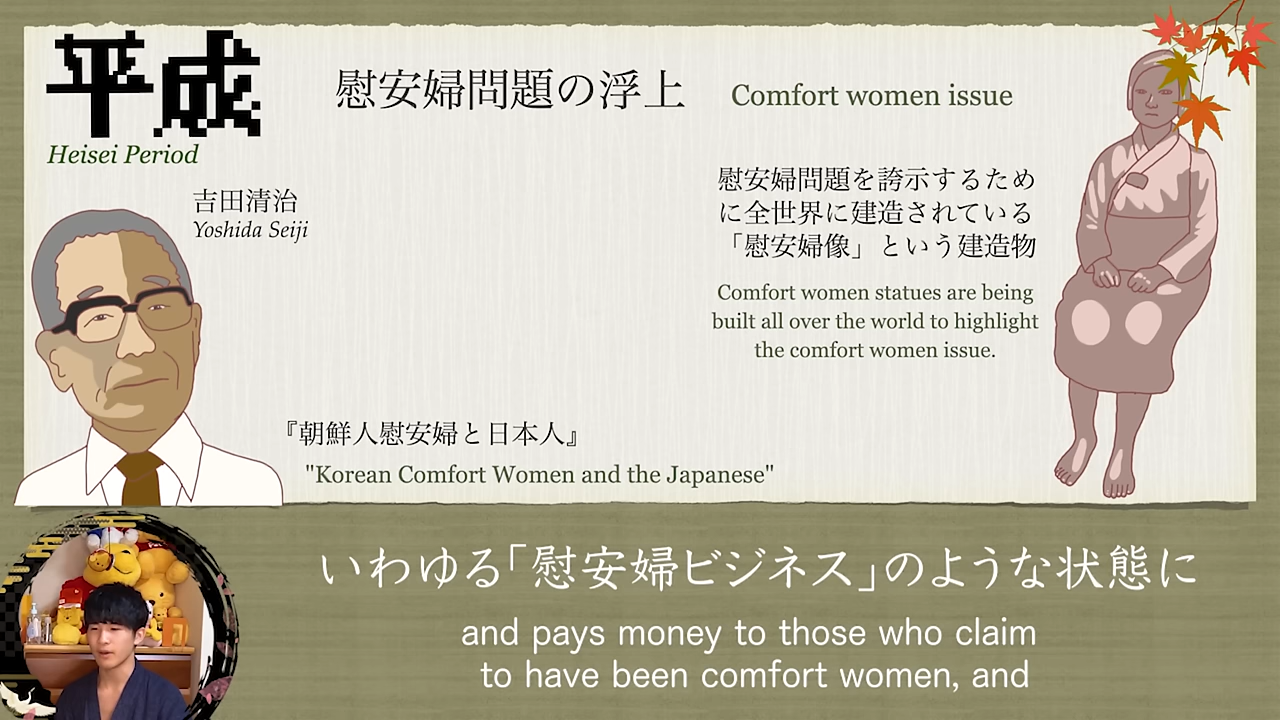 平成
Heisei Period
慰安婦問題の浮上
Comfort women issue
吉田清治
Yoshida Seiji
慰安婦問題を誇示するため
に全世界に建造されている
「慰安婦像」という建造物
Comfort women statues are being
built all over the world to highlight
the comfort women issue.
『朝鮮人慰安婦と日本人』
"Korean Comfort Women and the Japanese"
いわゆる「慰安婦ビジネス」のような状態に
and pays money to those who claim
to have been comfort women, and